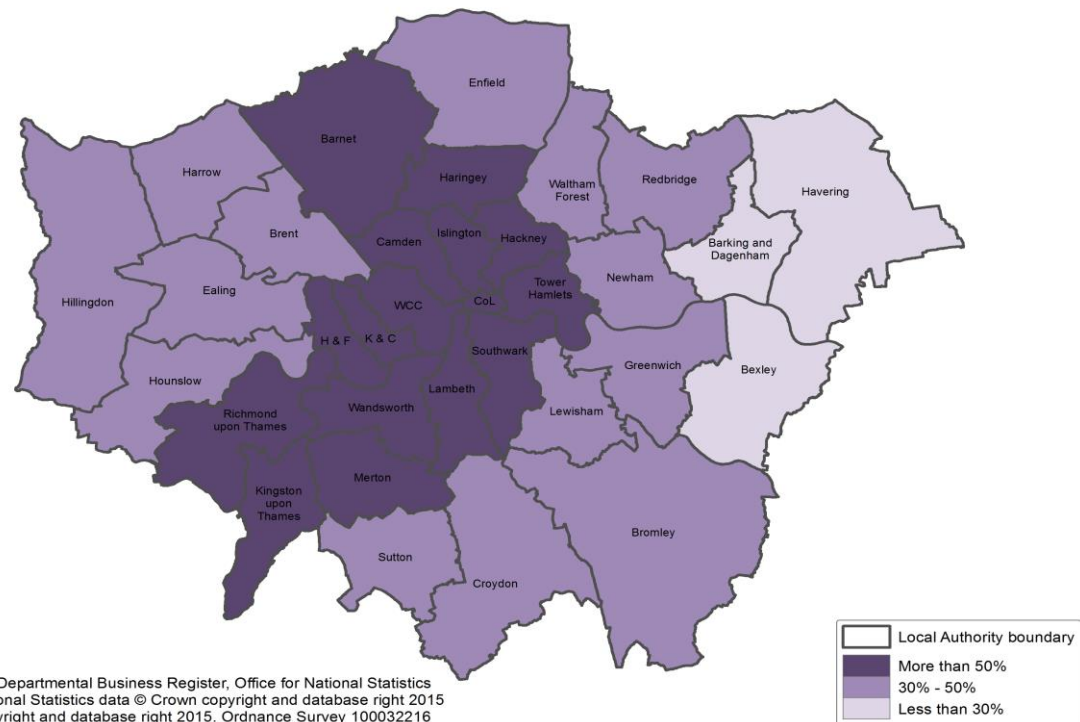 Enfield
Barnet
Harrow
Haringey
Waltham
Forest
Redbridge
Havering
Brent
Camden
Islington
Hackney
Barking and
Dagenham
Hillingdon
Ealing
WCC
CoL
Tower
Hamlets
Newham
H & F
K & C
Southwark
Hounslow
Greenwich
Bexley
Richmond
upon Thames
Wandsworth
Lambeth
Lewisham
Merton
Kingston
upon
Thames
Sutton
Croydon
Bromley
Local Authority boundary
More than 50%
30% - 50%
Less than 30%
Departmental Business Register, Office for National Statistics
onal Statistics data © Crown copyright and database right 2015
yright and database right 2015. Ordnance Survey 100032216